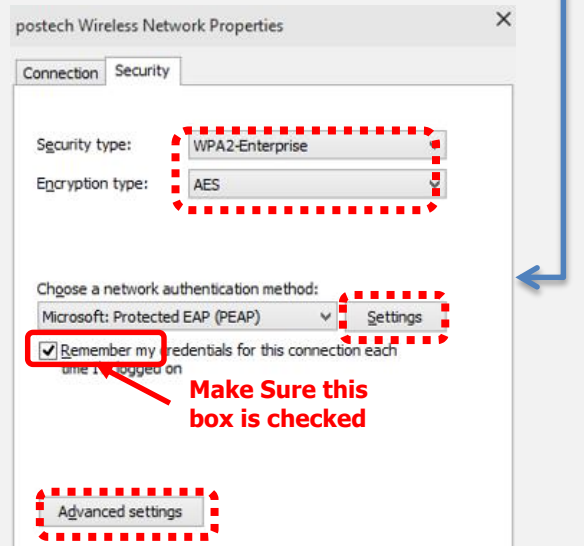 postech Wireless Network Properties
Connection Security
Security type: WPA2-Enterprise
Encryption type: AES
Choose a network authentication method:
Microsoft: Protected EAP (PEAP) Settings
Remember my credentials for this connection each
time I'm logged on
Make Sure this
box is checked
Advanced settings